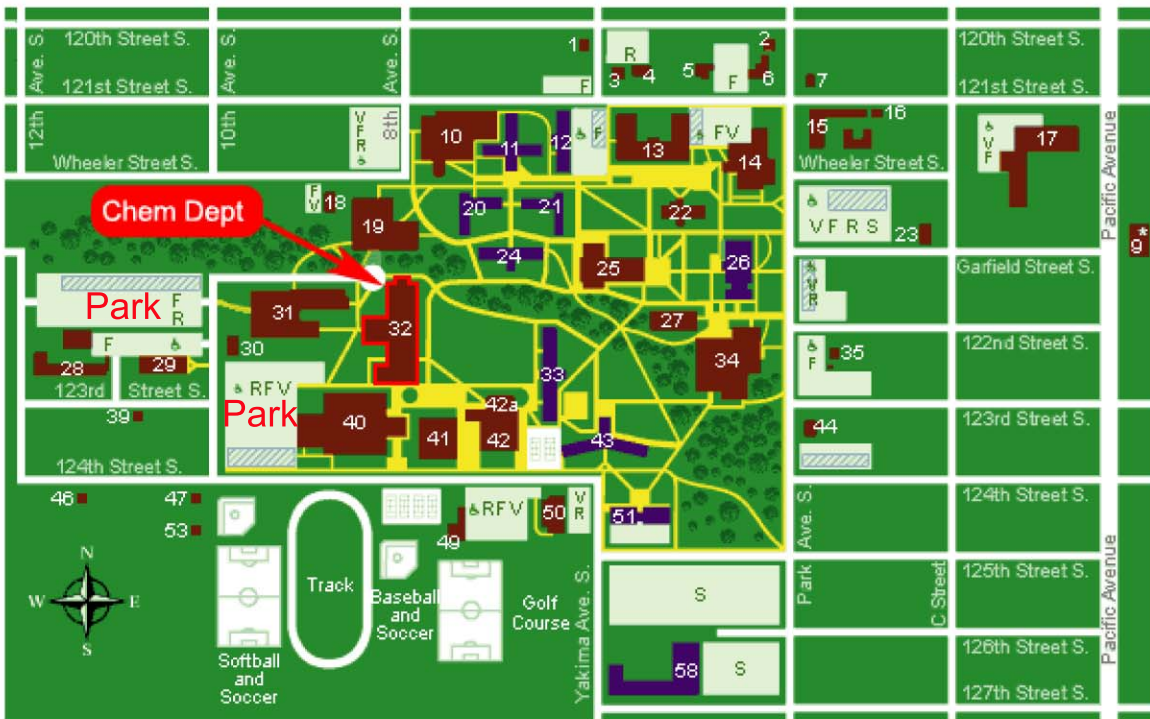 120th Street S.
121st Street S.
Wheeler Street S.
12th Ave. S.
10th Ave. S.
8th Ave. S.
120th Street S.
121st Street S.
Wheeler Street S.
Garfield Street S.
122nd Street S.
123rd Street S.
124th Street S.
125th Street S.
126th Street S.
127th Street S.
Pacific Avenue
Pacific Avenue
Park Ave. S.
C Street
Yakima Ave. S.
123rd Street S.
124th Street S.
Chem Dept
Park
Park
1
2
3
4
5
6
7
9*
10
11
12
13
14
15
16
17
18
19
20
21
22
23
24
25
26
27
28
29
30
31
32
33
34
35
39
40
41
42a
42
43
44
46
47
49
50
51
53
58
R
F
F
V
F
R
F
F V
V
F
F
V
V F R S
V
R
F
F
R
F
R F V
R F V
V
R
S
S
Track
Softball
and
Soccer
Baseball
and
Soccer
Golf
Course
N
W
E
S